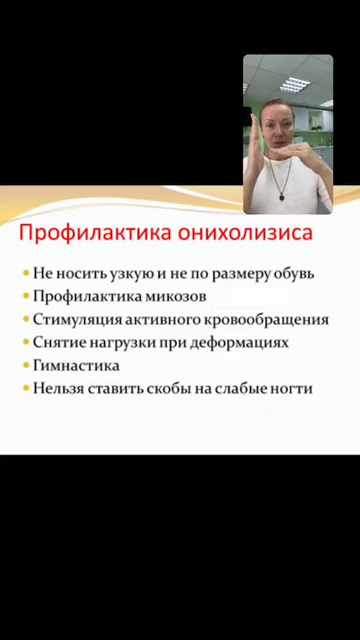 Профилактика онихолизиса
Не носить узкую и не по размеру обувь
Профилактика микозов
Стимуляция активного кровообращения
Снятие нагрузки при деформациях
Гимнастика
Нельзя ставить скобы на слабые ногти